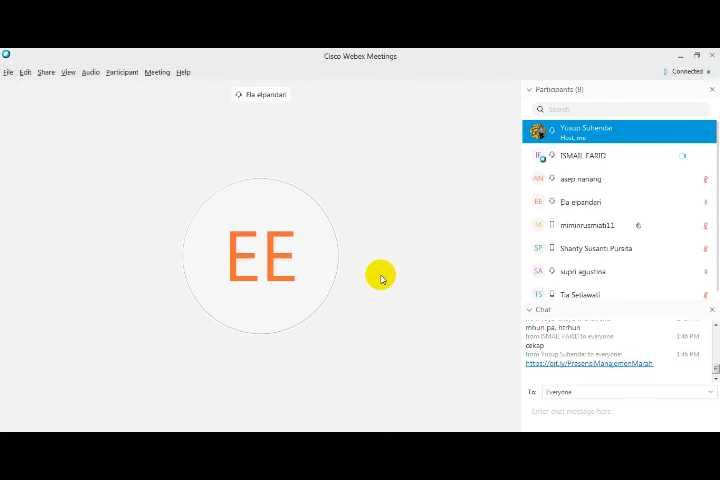 Cisco Webex Meetings
File Edit Share View Audio Participant Meeting Help
Connected
Ela elpandari
EE
Participants (8)
Search
Yusup Suhendar
Host, me
IF ISMAIL FARID
AN asep nanang
EE Ela elpandari
M miminrusmiati11
SP Shanty Susanti Pursita
SA supri agustina
TS Tia Setiawati
Chat
mhun pa, htrhun
from ISMAIL FARID to everyone 1:46 PM
cekap
from Yusup Suhendar to everyone: 1:46 PM
https://bit.ly/PresensiManajemenMarah
To: Everyone
Enter chat message here